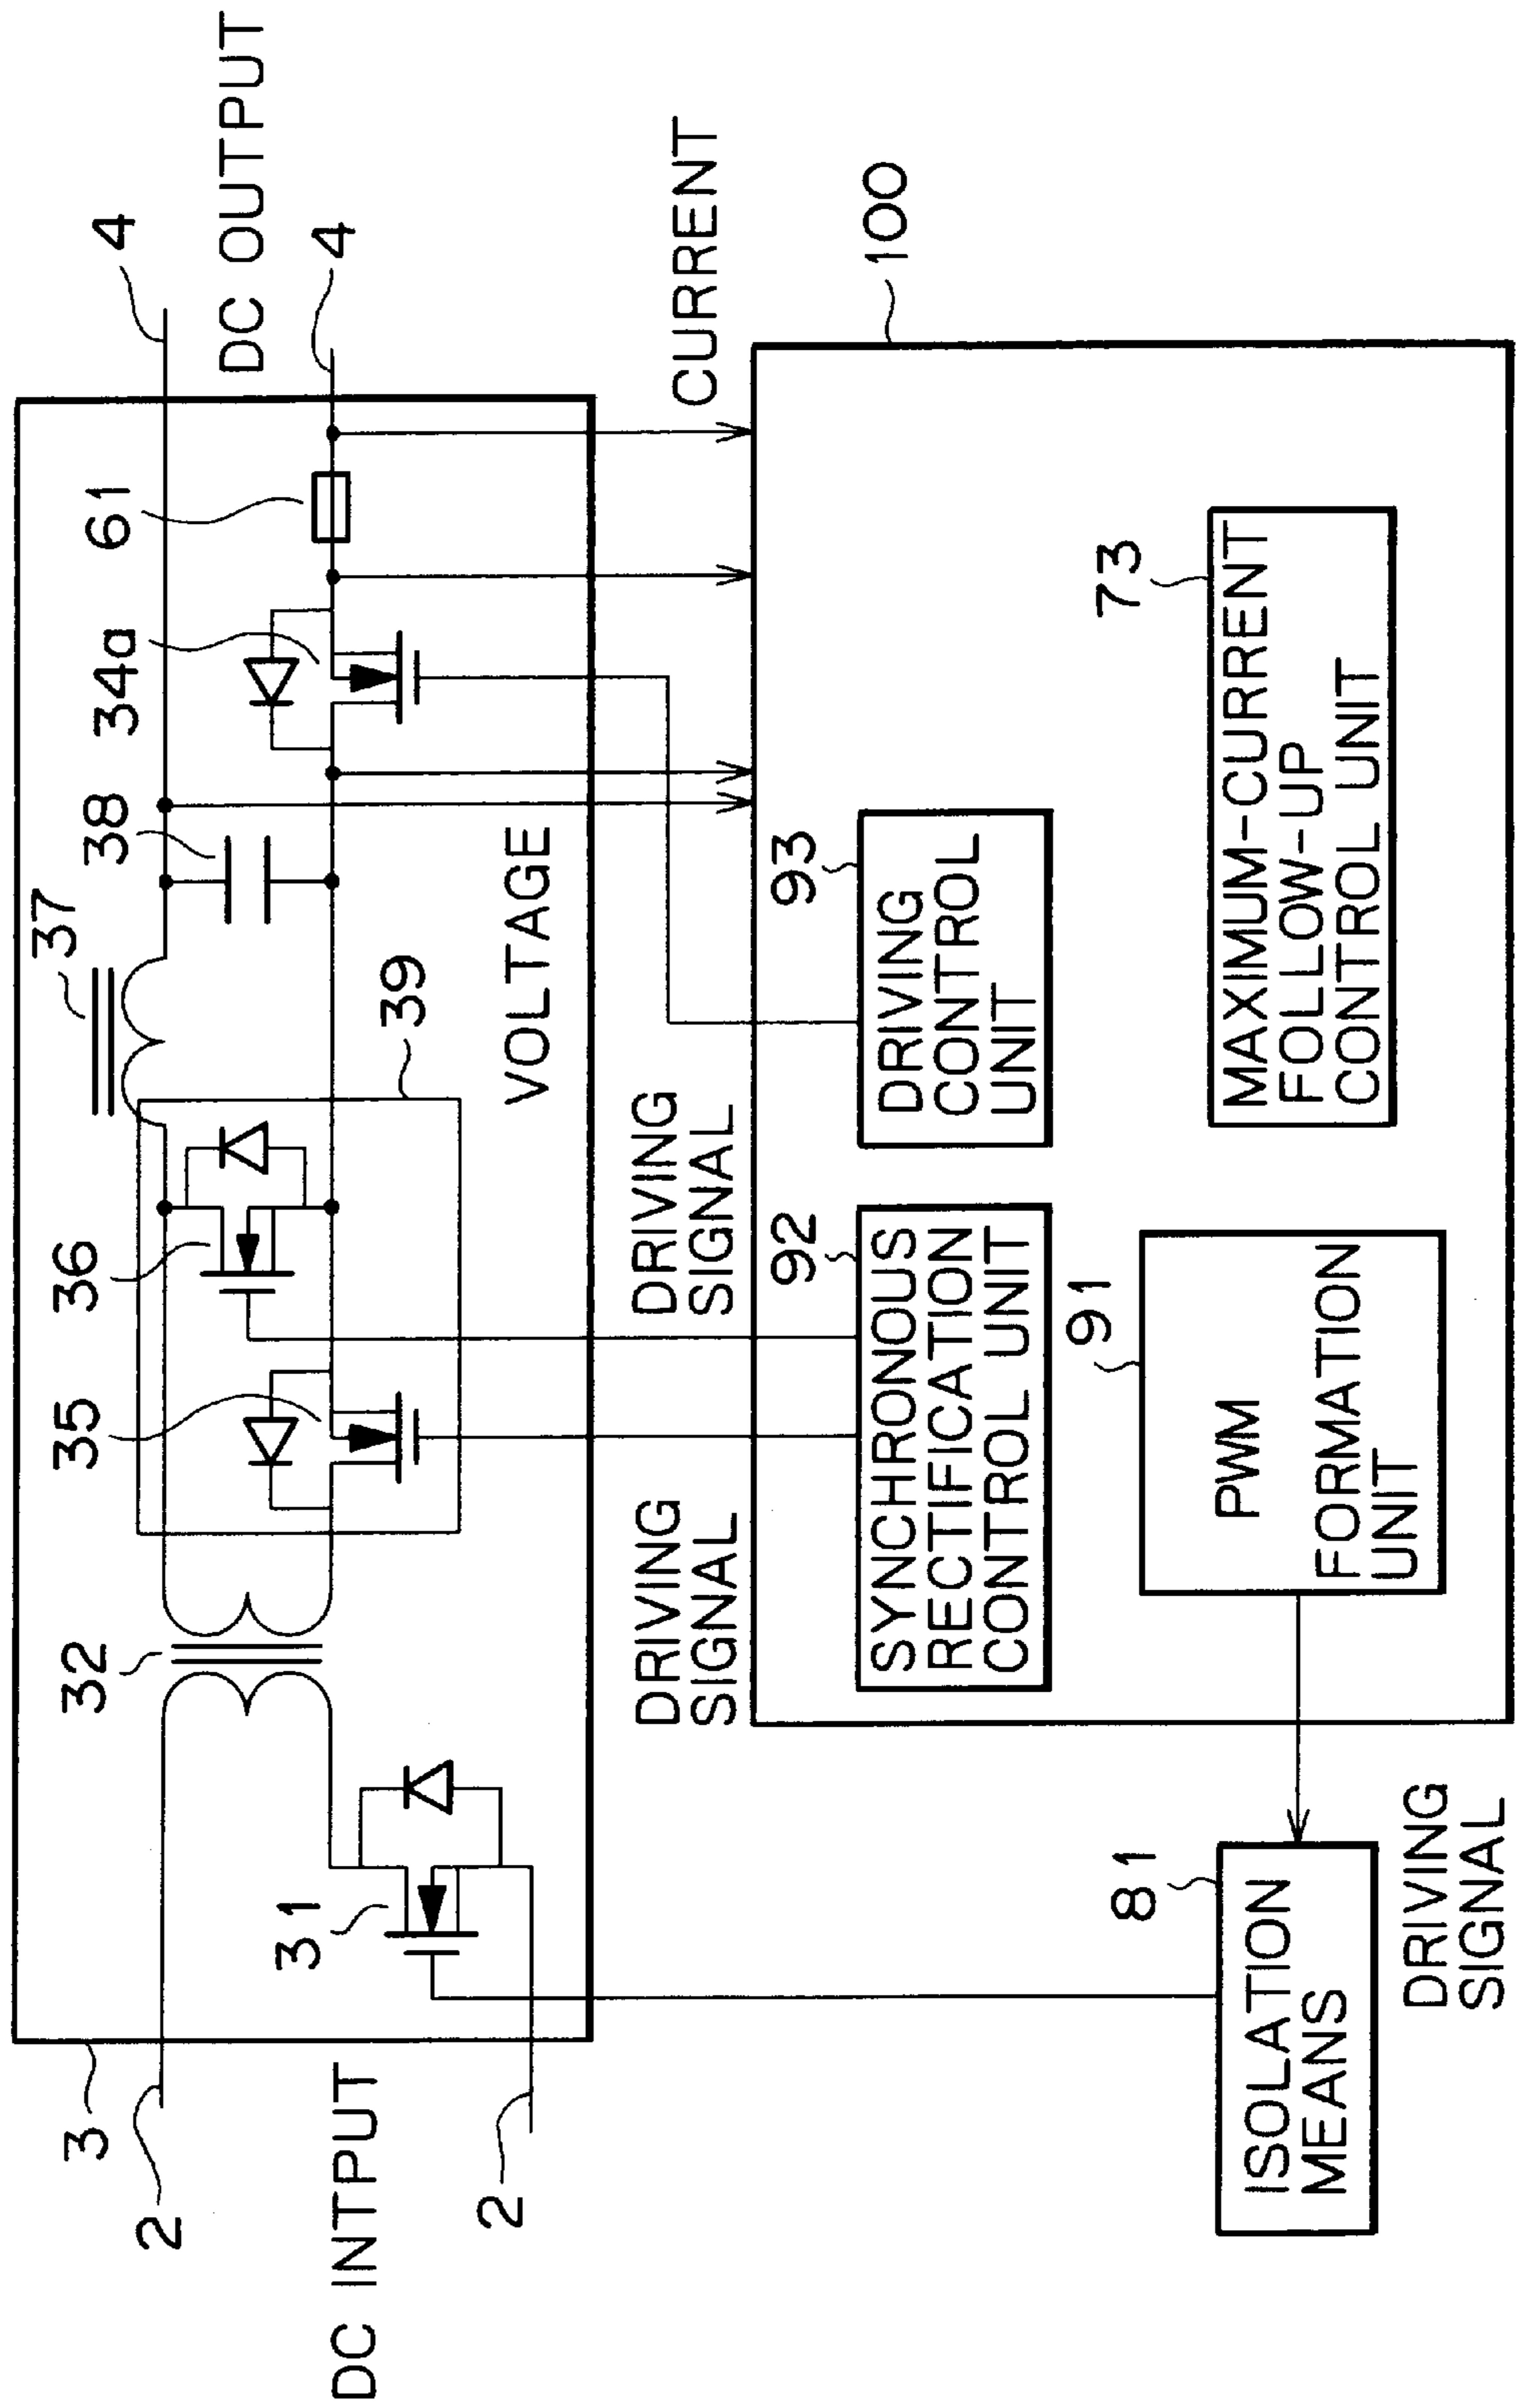 3
2
2
DC INTPUT
31
32
35
36
37
39
38
34a
61
4
4
DC OUTPUT
VOLTAGE
CURRENT
DRIVING
SIGNAL
DRIVING
SIGNAL
100
92
SYNCHRONOUS
RECTIFICATION
CONTROL UNIT
93
DRIVING
CONTROL
UNIT
91
PWM
FORMATION
UNIT
73
MAXIMUM-CURRENT
FOLLOW-UP
CONTROL UNIT
81
ISOLATION
MEANS
DRIVING
SIGNAL